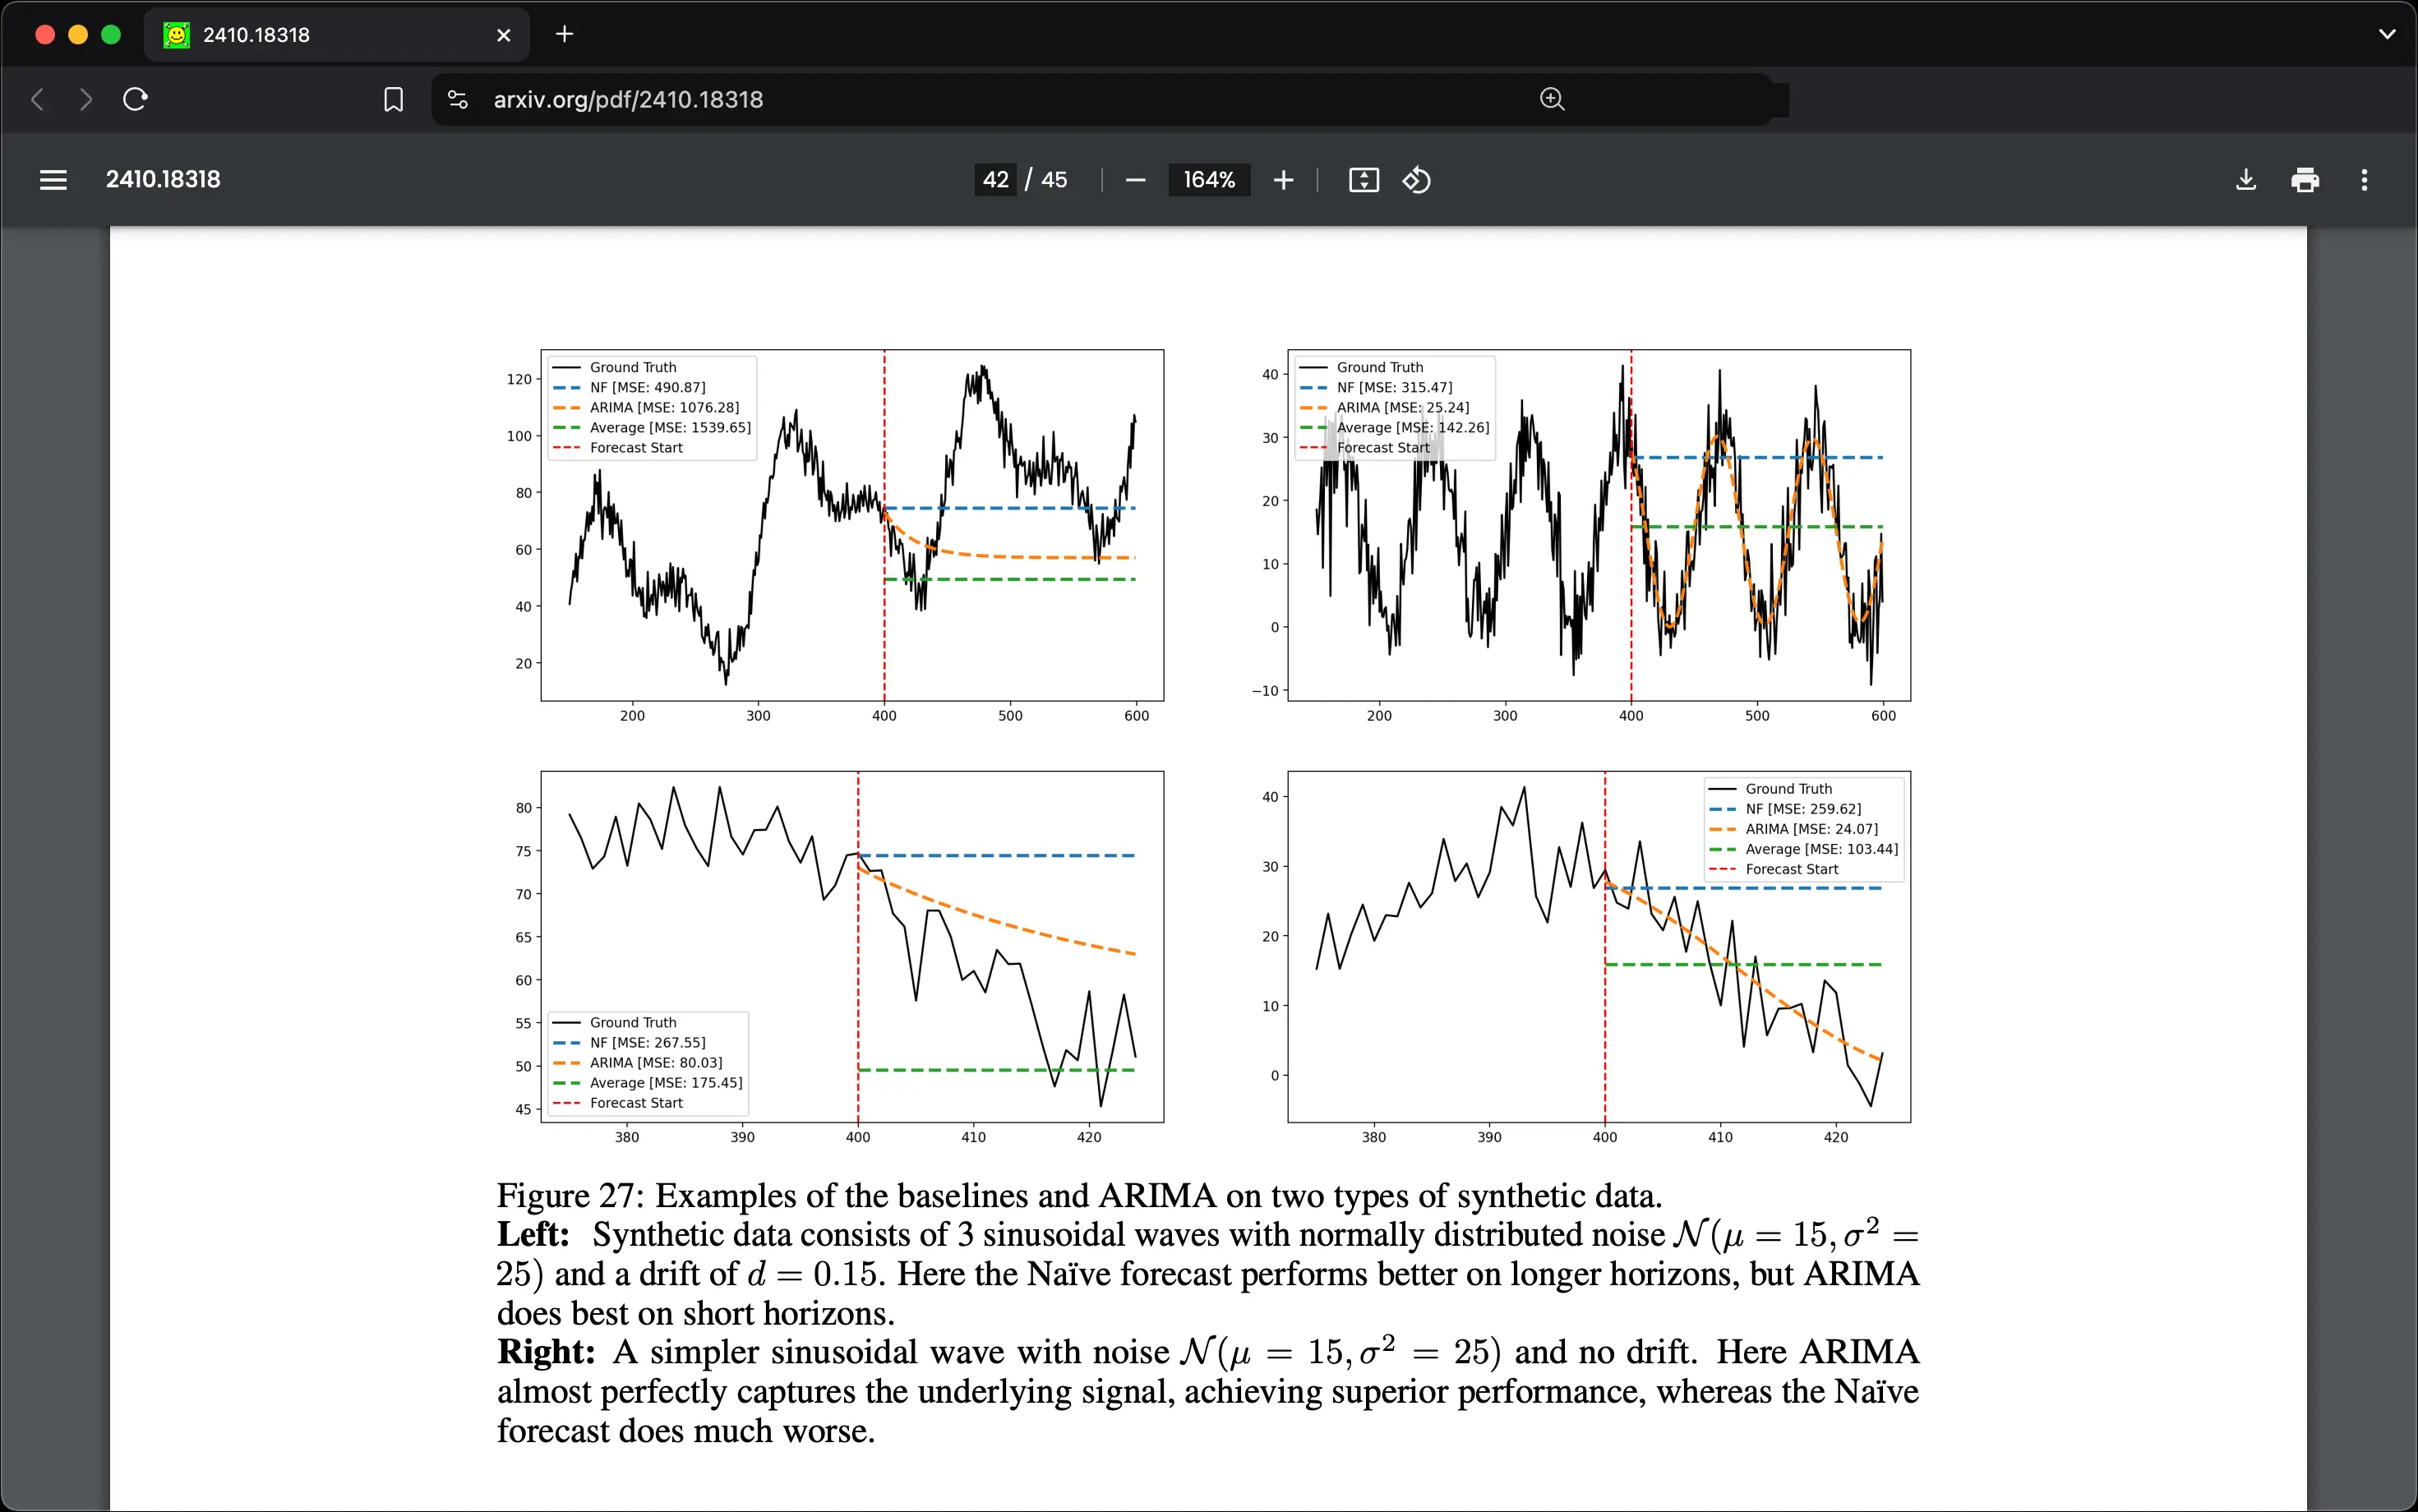 2410.18318
arxiv.org/pdf/2410.18318
2410.18318
42 / 45
164%
Ground Truth
NF [MSE: 490.87]
ARIMA [MSE: 1076.28]
Average [MSE: 1539.65]
Forecast Start
120
100
80
60
40
20
200 300 400 500 600
Ground Truth
NF [MSE: 315.47]
ARIMA [MSE: 25.24]
Average [MSE: 142.26]
Forecast Start
40
30
20
10
0
−10
200 300 400 500 600
80
75
70
65
60
55
50
45
Ground Truth
NF [MSE: 267.55]
ARIMA [MSE: 80.03]
Average [MSE: 175.45]
Forecast Start
380 390 400 410 420
Ground Truth
NF [MSE: 259.62]
ARIMA [MSE: 24.07]
Average [MSE: 103.44]
Forecast Start
40
30
20
10
0
380 390 400 410 420
Figure 27: Examples of the baselines and ARIMA on two types of synthetic data.
Left: Synthetic data consists of 3 sinusoidal waves with normally distributed noise 𝒩(μ = 15, σ² =
25) and a drift of d = 0.15. Here the Naïve forecast performs better on longer horizons, but ARIMA
does best on short horizons.
Right: A simpler sinusoidal wave with noise 𝒩(μ = 15, σ² = 25) and no drift. Here ARIMA
almost perfectly captures the underlying signal, achieving superior performance, whereas the Naïve
forecast does much worse.